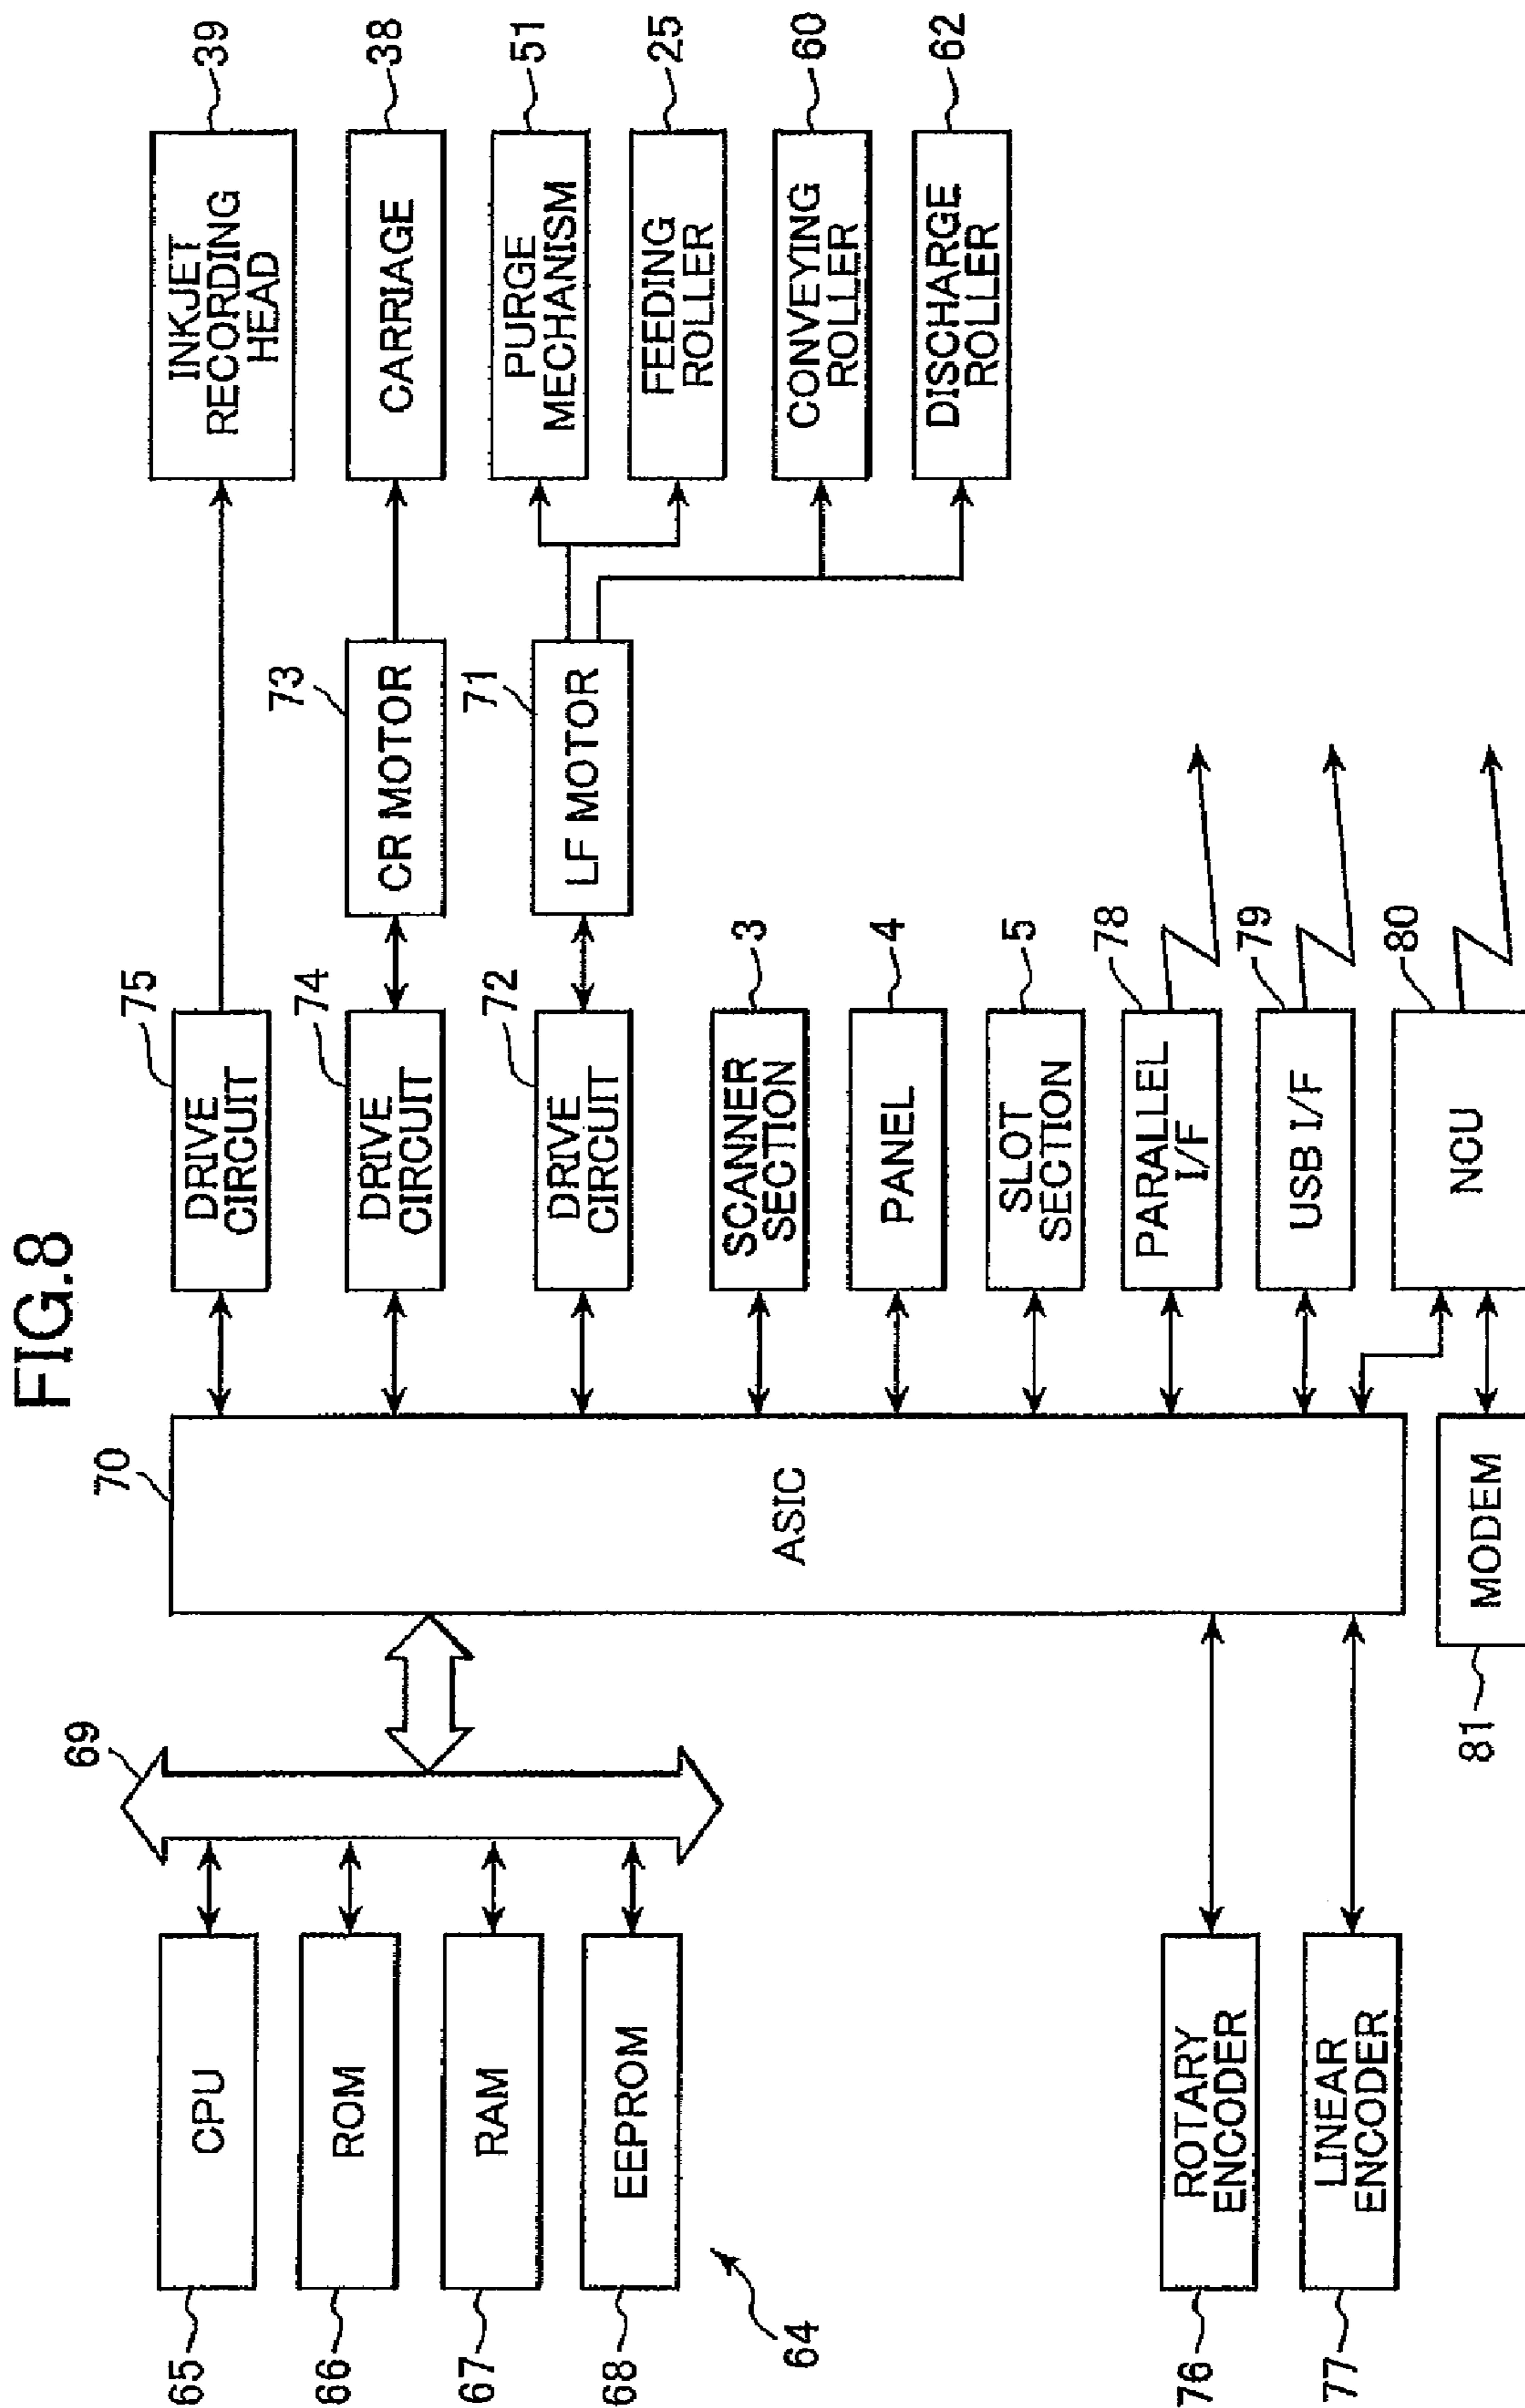 FIG.8
65
CPU
66
ROM
67
RAM
68
EEPROM
64
69
70
ASIC
76
ROTARY
ENCODER
77
LINEAR
ENCODER
75
DRIVE
CIRCUIT
74
DRIVE
CIRCUIT
72
DRIVE
CIRCUIT
3
SCANNER
SECTION
4
PANEL
5
SLOT
SECTION
78
PARALLEL
I/F
79
USB I/F
80
NCU
81
MODEM
73
CR MOTOR
71
LF MOTOR
39
INKJET
RECORDING
HEAD
38
CARRIAGE
51
PURGE
MECHANISM
25
FEEDING
ROLLER
60
CONVEYING
ROLLER
62
DISCHARGE
ROLLER